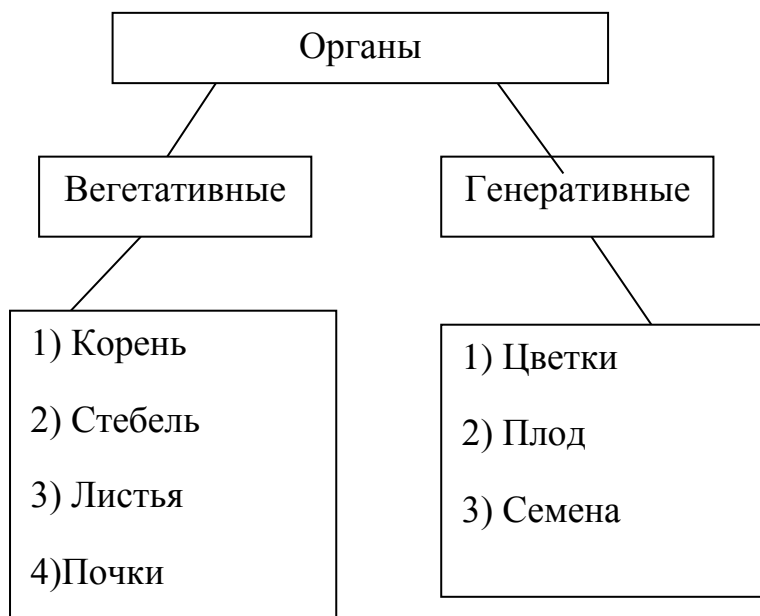 Органы
Вегетативные
Генеративные
1) Корень
2) Стебель
3) Листья
4)Почки
1) Цветки
2) Плод
3) Семена